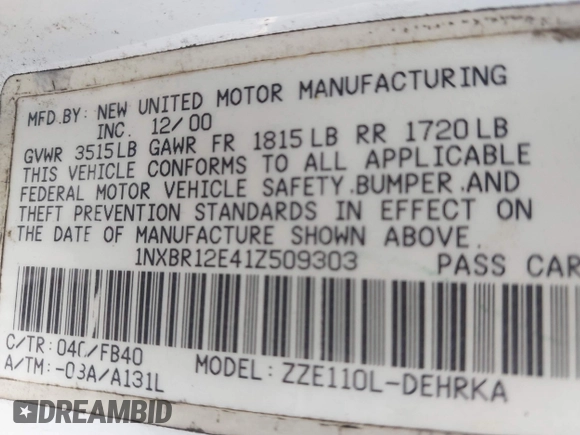 MFD.BY: NEW UNITED MOTOR MANUFACTURING
INC. 12/00
GVWR 3515LB GAWR FR 1815LB RR 1720LB
THIS VEHICLE CONFORMS TO ALL APPLICABLE
FEDERAL MOTOR VEHICLE SAFETY.BUMPER.AND
THEFT PREVENTION STANDARDS IN EFFECT ON
THE DATE OF MANUFACTURE SHOWN ABOVE.
1NXBR12E41Z509303 PASS CAR
C/TR: 040/FB40
A/TM:-03A/A131L MODEL: ZZE110L-DEHRKA
DREAMBID